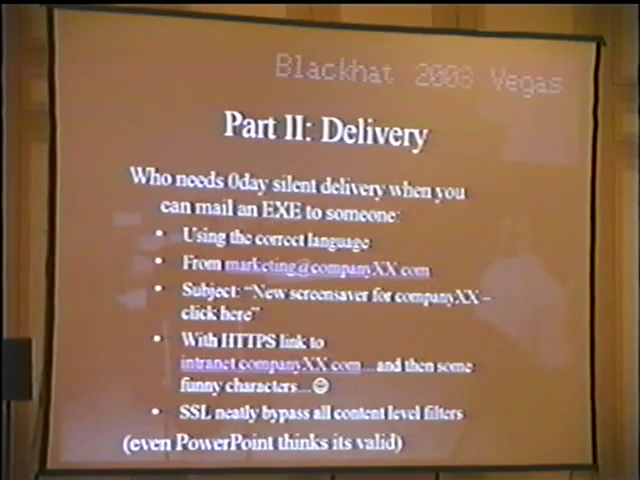 Blackhat 2003 Vegas
Part II: Delivery
Who needs 0day silent delivery when you
can mail an EXE to someone:
• Using the correct language
• From marketing@companyXX.com
• Subject: "New screensaver for companyXX –
click here"
• With HTTPS link to
intranet.companyXX.com…and then some
funny characters…☺
• SSL neatly bypass all content level filters
(even PowerPoint thinks its valid)